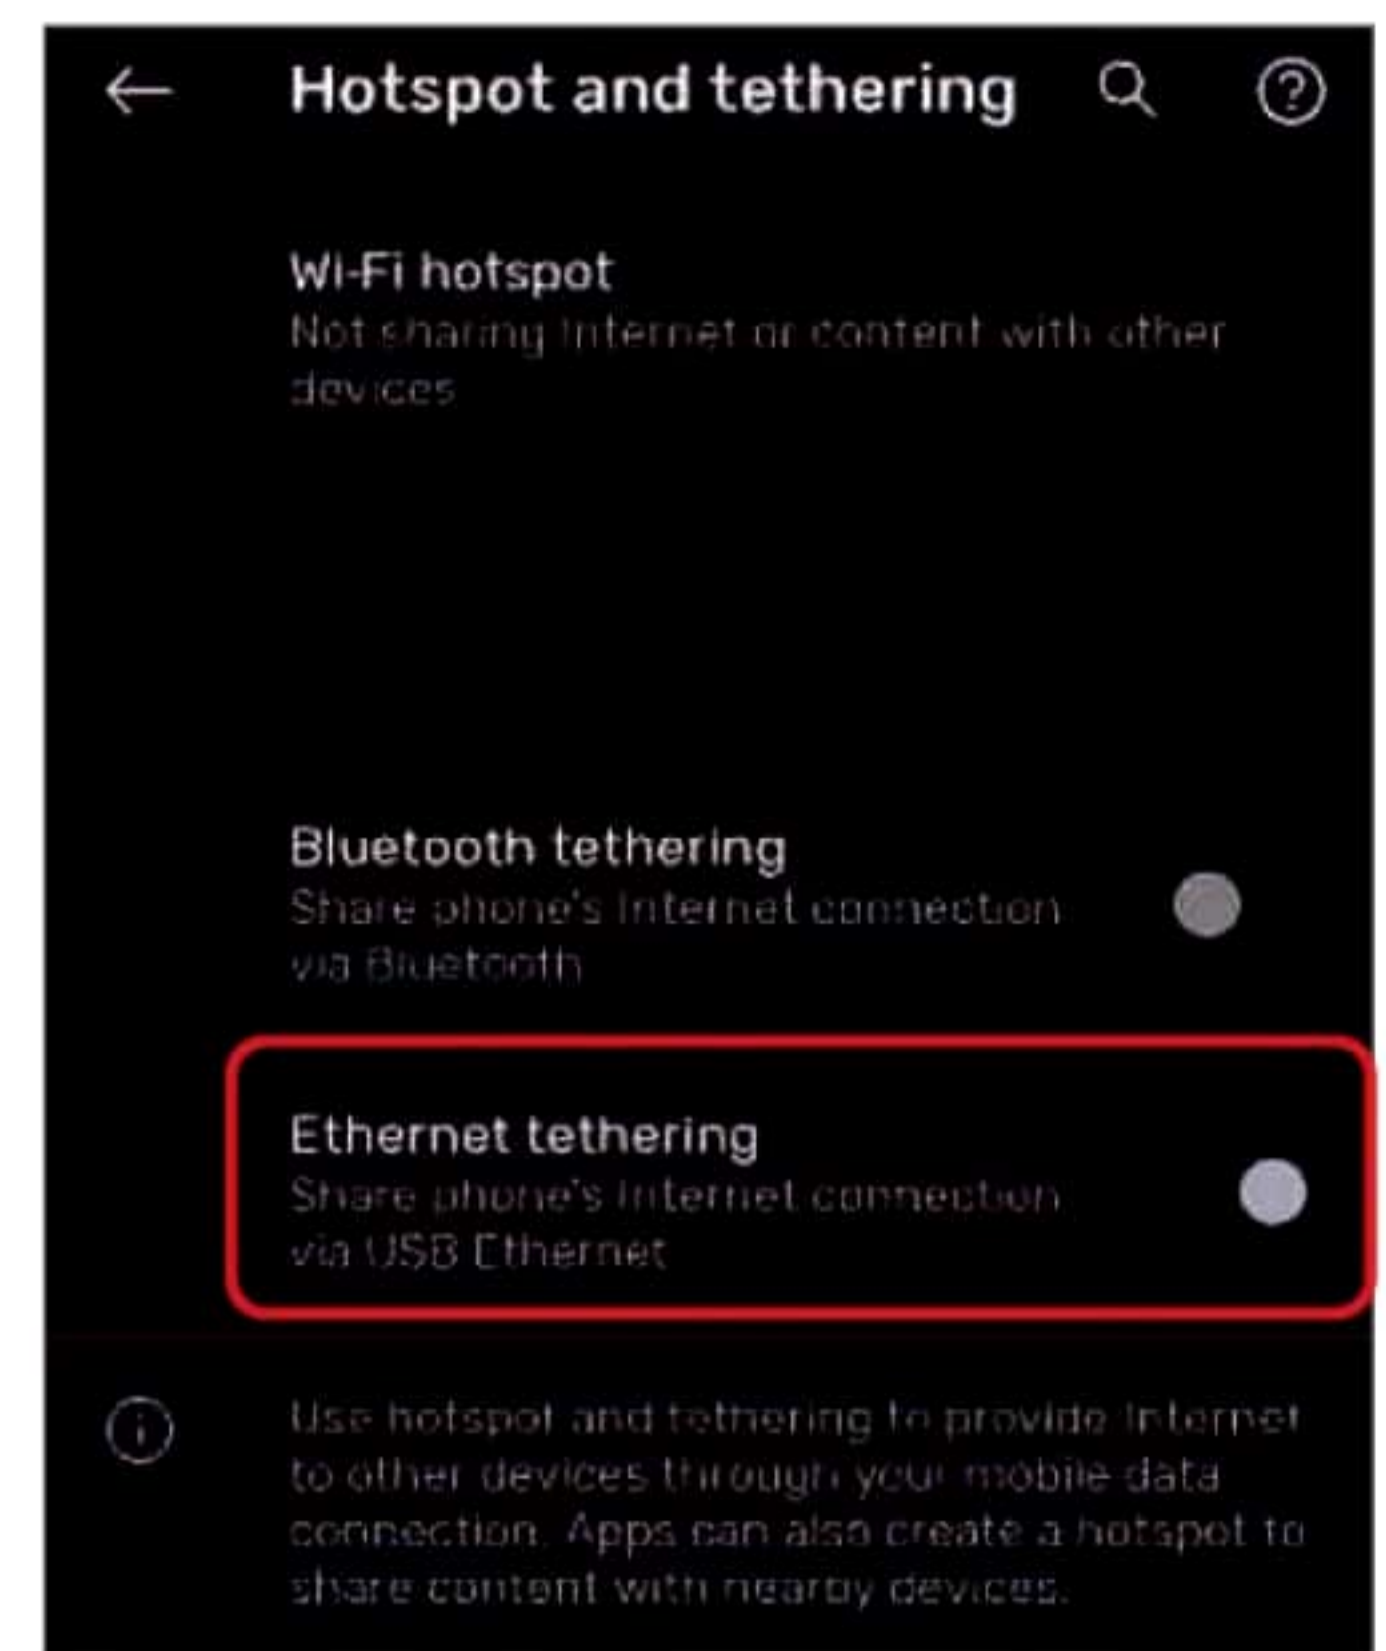 Hotspot and tethering
Wi-Fi hotspot
Not sharing Internet or content with other
devices
Bluetooth tethering
Share phone's Internet connection
via Bluetooth
Ethernet tethering
Share phone's Internet connection
via USB Ethernet
Use hotspot and tethering to provide Internet
to other devices through your mobile data
connection. Apps can also create a hotspot to
share content with nearby devices.